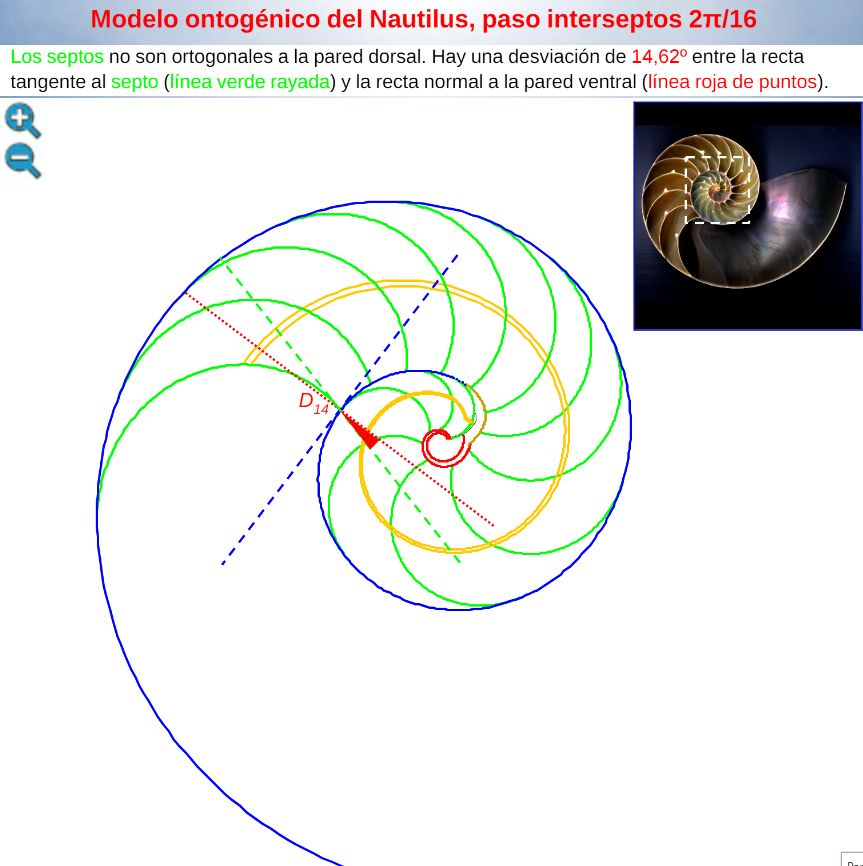 Modelo ontogénico del Nautilus, paso interseptos 2π/16
Los septos no son ortogonales a la pared dorsal. Hay una desviación de 14,62º entre la recta
tangente al septo (línea verde rayada) y la recta normal a la pared ventral (línea roja de puntos).
D14